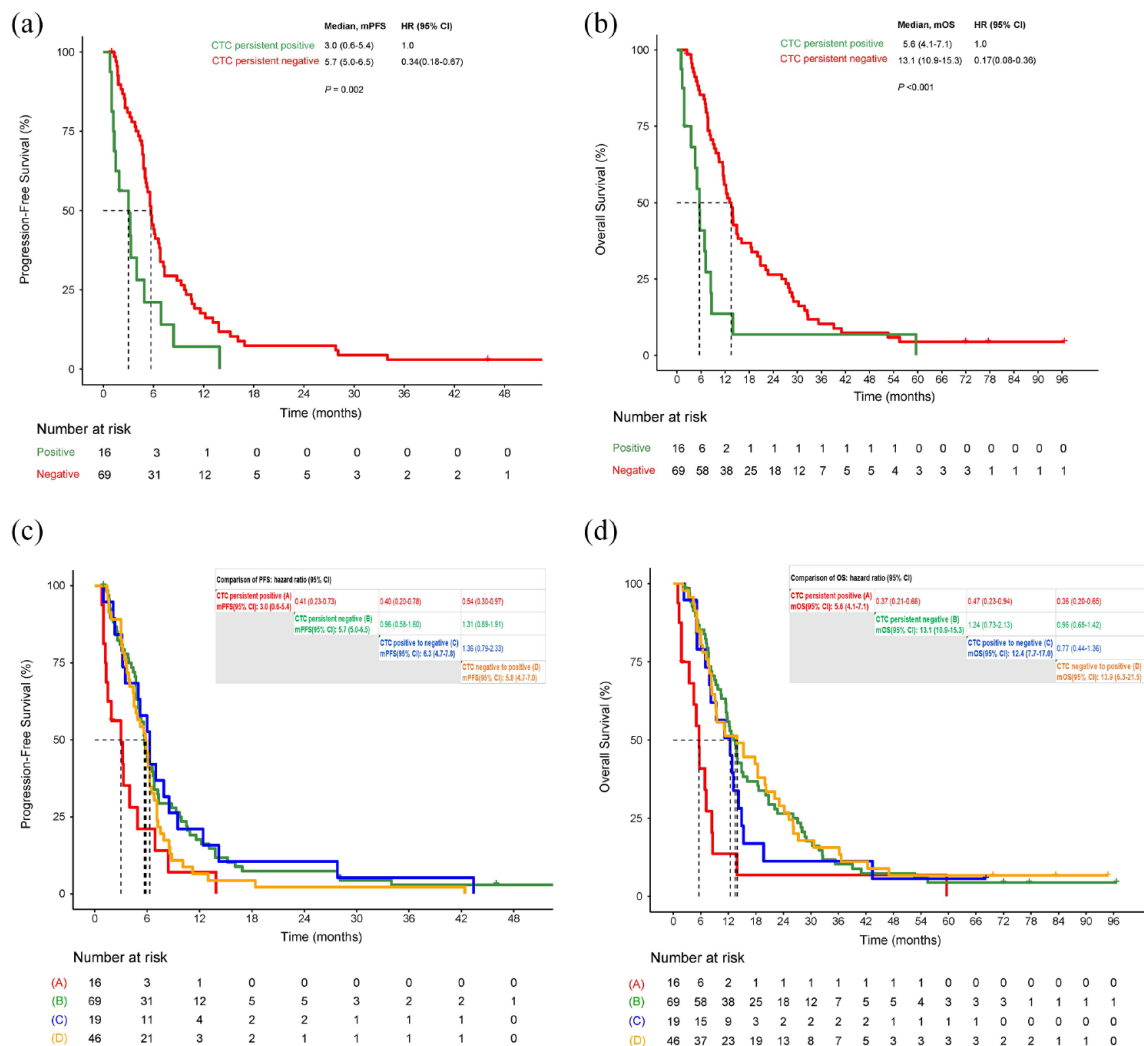 (a)
Median, mPFS HR (95% CI)
CTC persistent positive 3.0 (0.6-5.4) 1.0
CTC persistent negative 5.7 (5.0-6.5) 0.34(0.18-0.67)
P = 0.002
Progression-Free Survival (%)
100
75
50
25
0
0 6 12 18 24 30 36 42 48
Time (months)
Number at risk
Positive 16 3 1 0 0 0 0 0 0
Negative 69 31 12 5 5 3 2 2 1
(b)
Median, mOS HR (95% CI)
CTC persistent positive 5.6 (4.1-7.1) 1.0
CTC persistent negative 13.1 (10.9-15.3) 0.17(0.08-0.36)
P <0.001
Overall Survival (%)
100
75
50
25
0
0 6 12 18 24 30 36 42 48 54 60 66 72 78 84 90 96
Time (months)
Number at risk
Positive 16 6 2 1 1 1 1 1 1 1 0 0 0 0 0 0 0
Negative 69 58 38 25 18 12 7 5 5 4 3 3 3 1 1 1 1
(c)
Comparison of PFS: hazard ratio (95% CI)
CTC persistent positive (A) 0.41 (0.23-0.73) 0.40 (0.20-0.78) 0.54 (0.30-0.97)
mPFS(95% CI): 3.0 (0.6-5.4)
CTC persistent negative (B) 0.96 (0.58-1.60) 1.31 (0.89-1.91)
mPFS(95% CI): 5.7 (5.0-6.5)
CTC positive to negative (C) 1.36 (0.79-2.33)
mPFS(95% CI): 6.3 (4.7-7.8)
CTC negative to positive (D)
mPFS(95% CI): 5.8 (4.7-7.0)
Progression-Free Survival (%)
100
75
50
25
0
0 6 12 18 24 30 36 42 48
Time (months)
Number at risk
(A) 16 3 1 0 0 0 0 0 0
(B) 69 31 12 5 5 3 2 2 1
(C) 19 11 4 2 2 1 1 1 0
(D) 46 21 3 2 1 1 1 1 0
(d)
Comparison of OS: hazard ratio (95% CI)
CTC persistent positive (A) 0.37 (0.21-0.66) 0.47 (0.23-0.94) 0.36 (0.20-0.65)
mOS(95% CI): 5.6 (4.1-7.1)
CTC persistent negative (B) 1.24 (0.73-2.13) 0.96 (0.65-1.42)
mOS(95% CI): 13.1 (10.9-15.3)
CTC positive to negative (C) 0.77 (0.44-1.36)
mOS(95% CI): 12.4 (7.7-17.0)
CTC negative to positive (D)
mOS(95% CI): 13.9 (6.3-21.5)
Overall Survival (%)
100
75
50
25
0
0 6 12 18 24 30 36 42 48 54 60 66 72 78 84 90 96
Time (months)
Number at risk
(A) 16 6 2 1 1 1 1 1 1 1 0 0 0 0 0 0 0
(B) 69 58 38 25 18 12 7 5 5 4 3 3 3 1 1 1 1
(C) 19 15 9 3 2 2 2 2 1 1 1 1 0 0 0 0 0
(D) 46 37 23 19 13 8 7 5 3 3 3 3 2 2 1 1 0